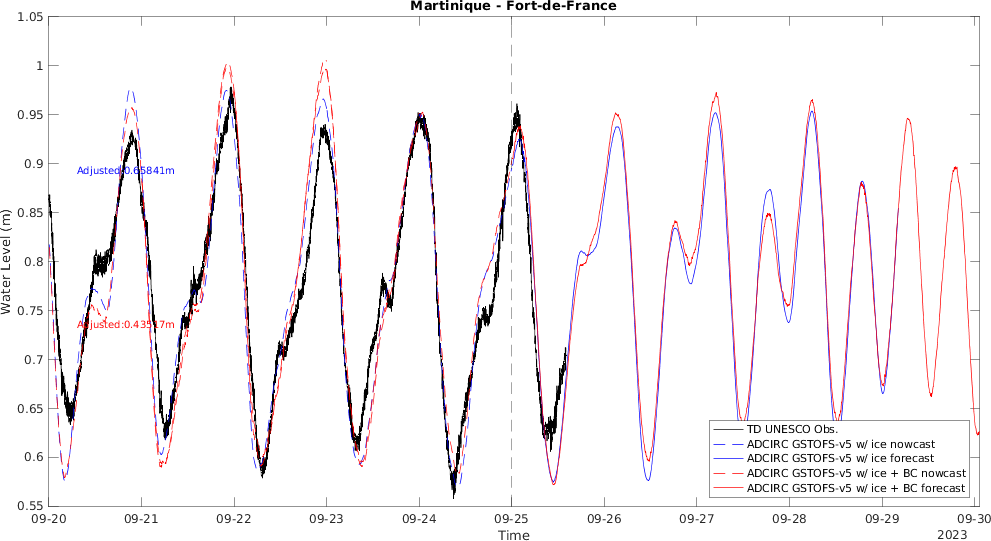 Martinique - Fort-de-France
1.05
1
0.95
0.9
0.85
0.8
0.75
0.7
0.65
0.6
0.55
Water Level (m)
Adjusted:0.65841m
Adjusted:0.43517m
TD UNESCO Obs.
ADCIRC GSTOFS-v5 w/ ice nowcast
ADCIRC GSTOFS-v5 w/ ice forecast
ADCIRC GSTOFS-v5 w/ ice + BC nowcast
ADCIRC GSTOFS-v5 w/ ice + BC forecast
09-20 09-21 09-22 09-23 09-24 09-25 09-26 09-27 09-28 09-29 09-30
Time
2023